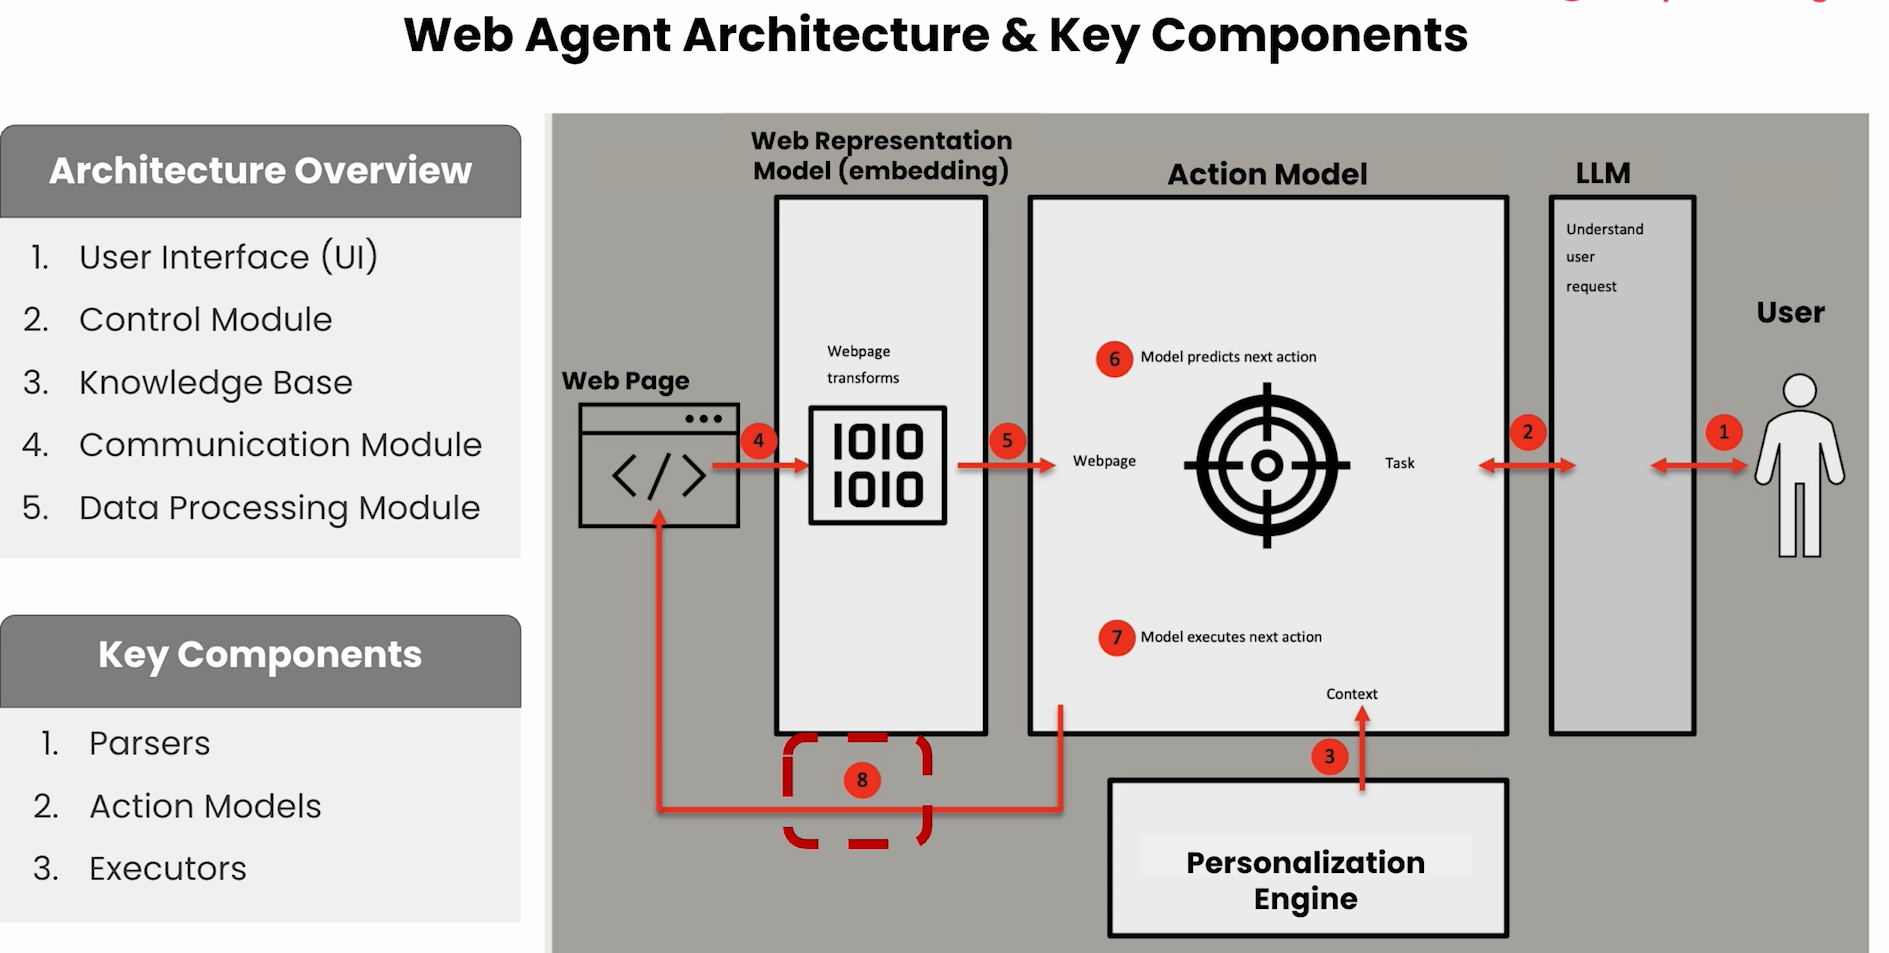 Web Agent Architecture & Key Components
Architecture Overview
1. User Interface (UI)
2. Control Module
3. Knowledge Base
4. Communication Module
5. Data Processing Module
Key Components
1. Parsers
2. Action Models
3. Executors
Web Representation
Model (embedding)
Action Model
LLM
Understand
user
request
User
Webpage
transforms
Web Page
1010
1010
4
5
6 Model predicts next action
Webpage
Task
2
1
7 Model executes next action
Context
3
8
Personalization
Engine